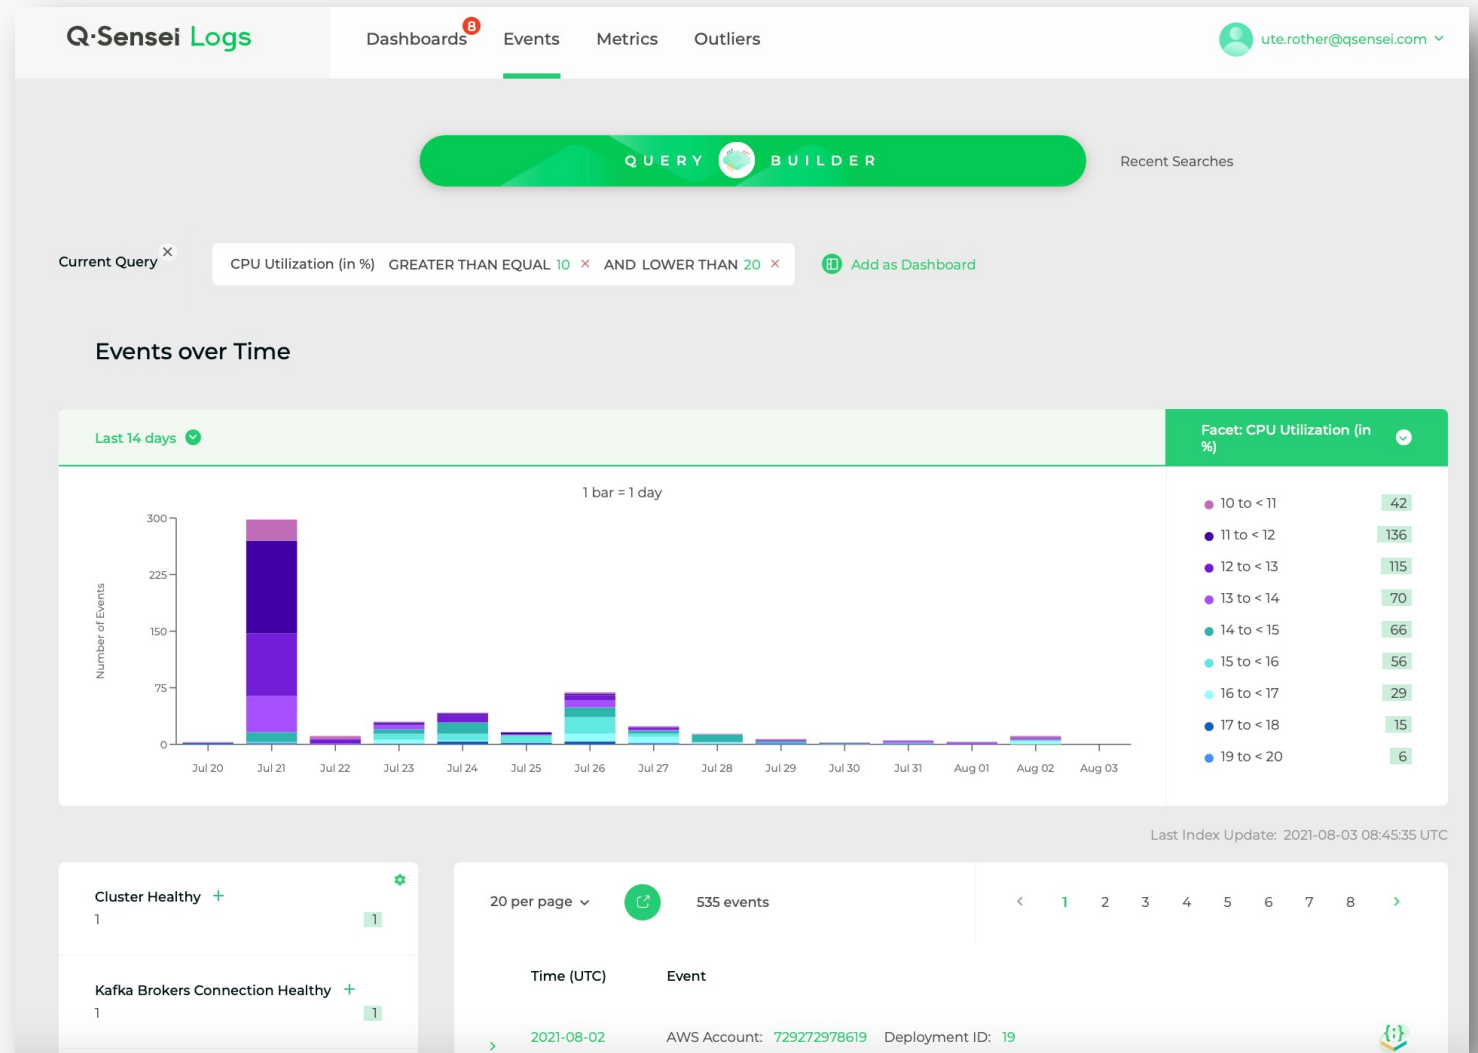 Q·Sensei Logs
Dashboards 8 Events Metrics Outliers
ute.rother@qsensei.com
QUERY BUILDER
Recent Searches
Current Query ×
CPU Utilization (in %) GREATER THAN EQUAL 10 × AND LOWER THAN 20 ×
Add as Dashboard
Events over Time
Last 14 days
Facet: CPU Utilization (in
%)
1 bar = 1 day
Number of Events
300
225
150
75
0
Jul 20 Jul 21 Jul 22 Jul 23 Jul 24 Jul 25 Jul 26 Jul 27 Jul 28 Jul 29 Jul 30 Jul 31 Aug 01 Aug 02 Aug 03
10 to < 11 42
11 to < 12 136
12 to < 13 115
13 to < 14 70
14 to < 15 66
15 to < 16 56
16 to < 17 29
17 to < 18 15
19 to < 20 6
Last Index Update: 2021-08-03 08:45:35 UTC
Cluster Healthy +
1 1
Kafka Brokers Connection Healthy +
1 1
20 per page
535 events
< 1 2 3 4 5 6 7 8 >
Time (UTC) Event
> 2021-08-02 AWS Account: 729272978619 Deployment ID: 19
{:}